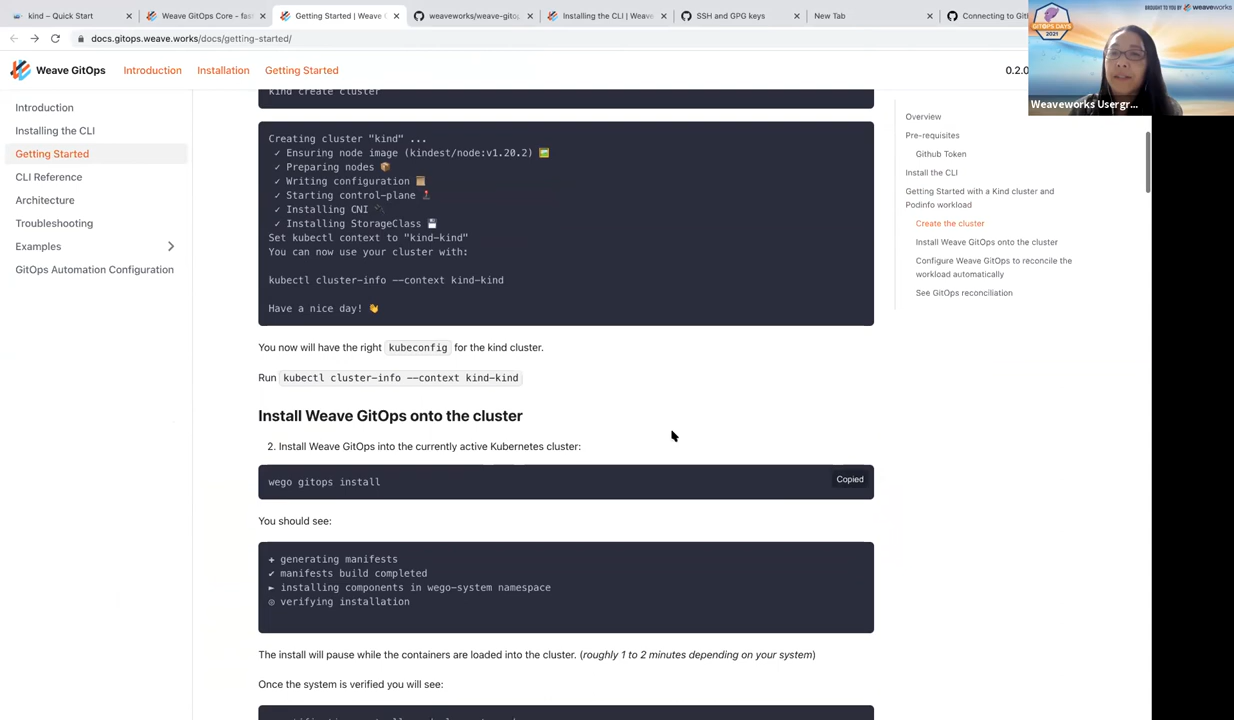 kind – Quick Start
Weave GitOps Core – fas
Getting Started | Weave G
weaveworks/weave-gitop
Installing the CLI | Weave
SSH and GPG keys
New Tab
Connecting to Git
docs.gitops.weave.works/docs/getting-started/
BROUGHT TO YOU BY weaveworks
GITOPS DAYS
2021
Weaveworks Usergr...
Weave GitOps
Introduction
Installation
Getting Started
0.2.0
Introduction
Installing the CLI
Getting Started
CLI Reference
Architecture
Troubleshooting
Examples
GitOps Automation Configuration
kind create cluster
Creating cluster "kind" ...
✓ Ensuring node image (kindest/node:v1.20.2) 🖼
✓ Preparing nodes 📦
✓ Writing configuration 📜
✓ Starting control-plane 🕹
✓ Installing CNI 🔌
✓ Installing StorageClass 💾
Set kubectl context to "kind-kind"
You can now use your cluster with:
kubectl cluster-info --context kind-kind
Have a nice day! 👋
You now will have the right kubeconfig for the kind cluster.
Run kubectl cluster-info --context kind-kind
Install Weave GitOps onto the cluster
2. Install Weave GitOps into the currently active Kubernetes cluster:
wego gitops install
Copied
You should see:
✚ generating manifests
✔ manifests build completed
► installing components in wego-system namespace
◎ verifying installation
The install will pause while the containers are loaded into the cluster. (roughly 1 to 2 minutes depending on your system)
Once the system is verified you will see:
Overview
Pre-requisites
Github Token
Install the CLI
Getting Started with a Kind cluster and
Podinfo workload
Create the cluster
Install Weave GitOps onto the cluster
Configure Weave GitOps to reconcile the
workload automatically
See GitOps reconciliation